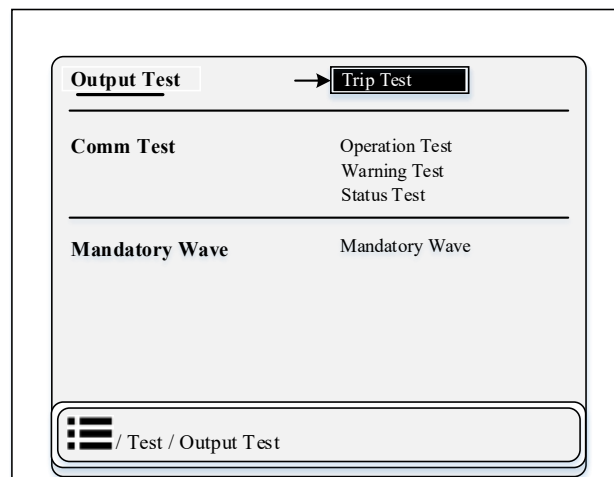 Output Test Trip Test
Comm Test Operation Test
Warning Test
Status Test
Mandatory Wave Mandatory Wave
/ Test / Output Test